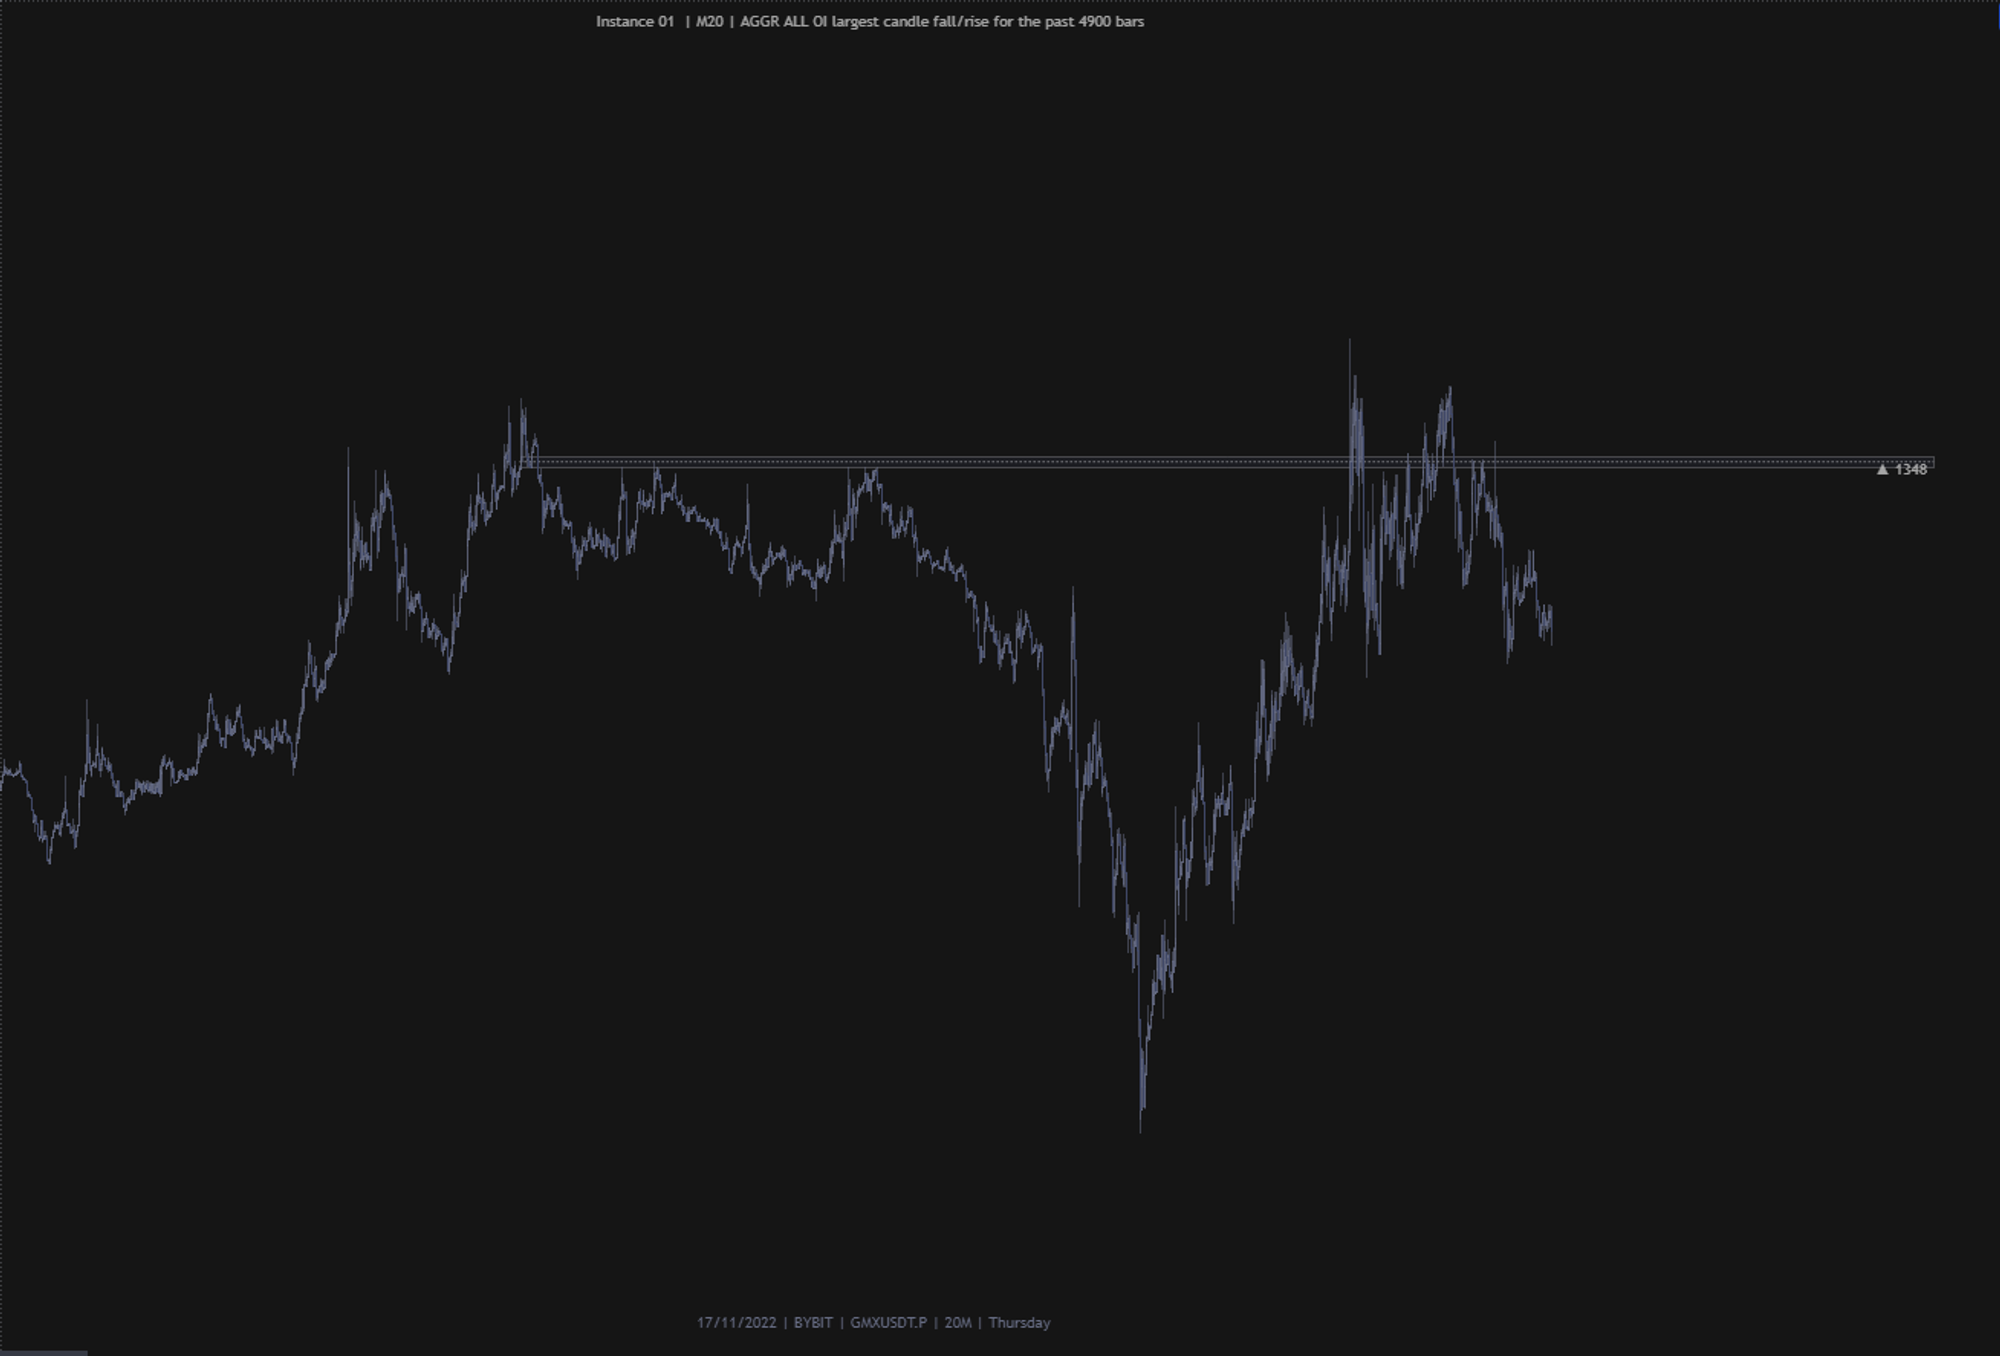 Instance 01 | M20 | AGGR ALL OI largest candle fall/rise for the past 4900 bars
▲ 1348
17/11/2022 | BYBIT | GMXUSDT.P | 20M | Thursday